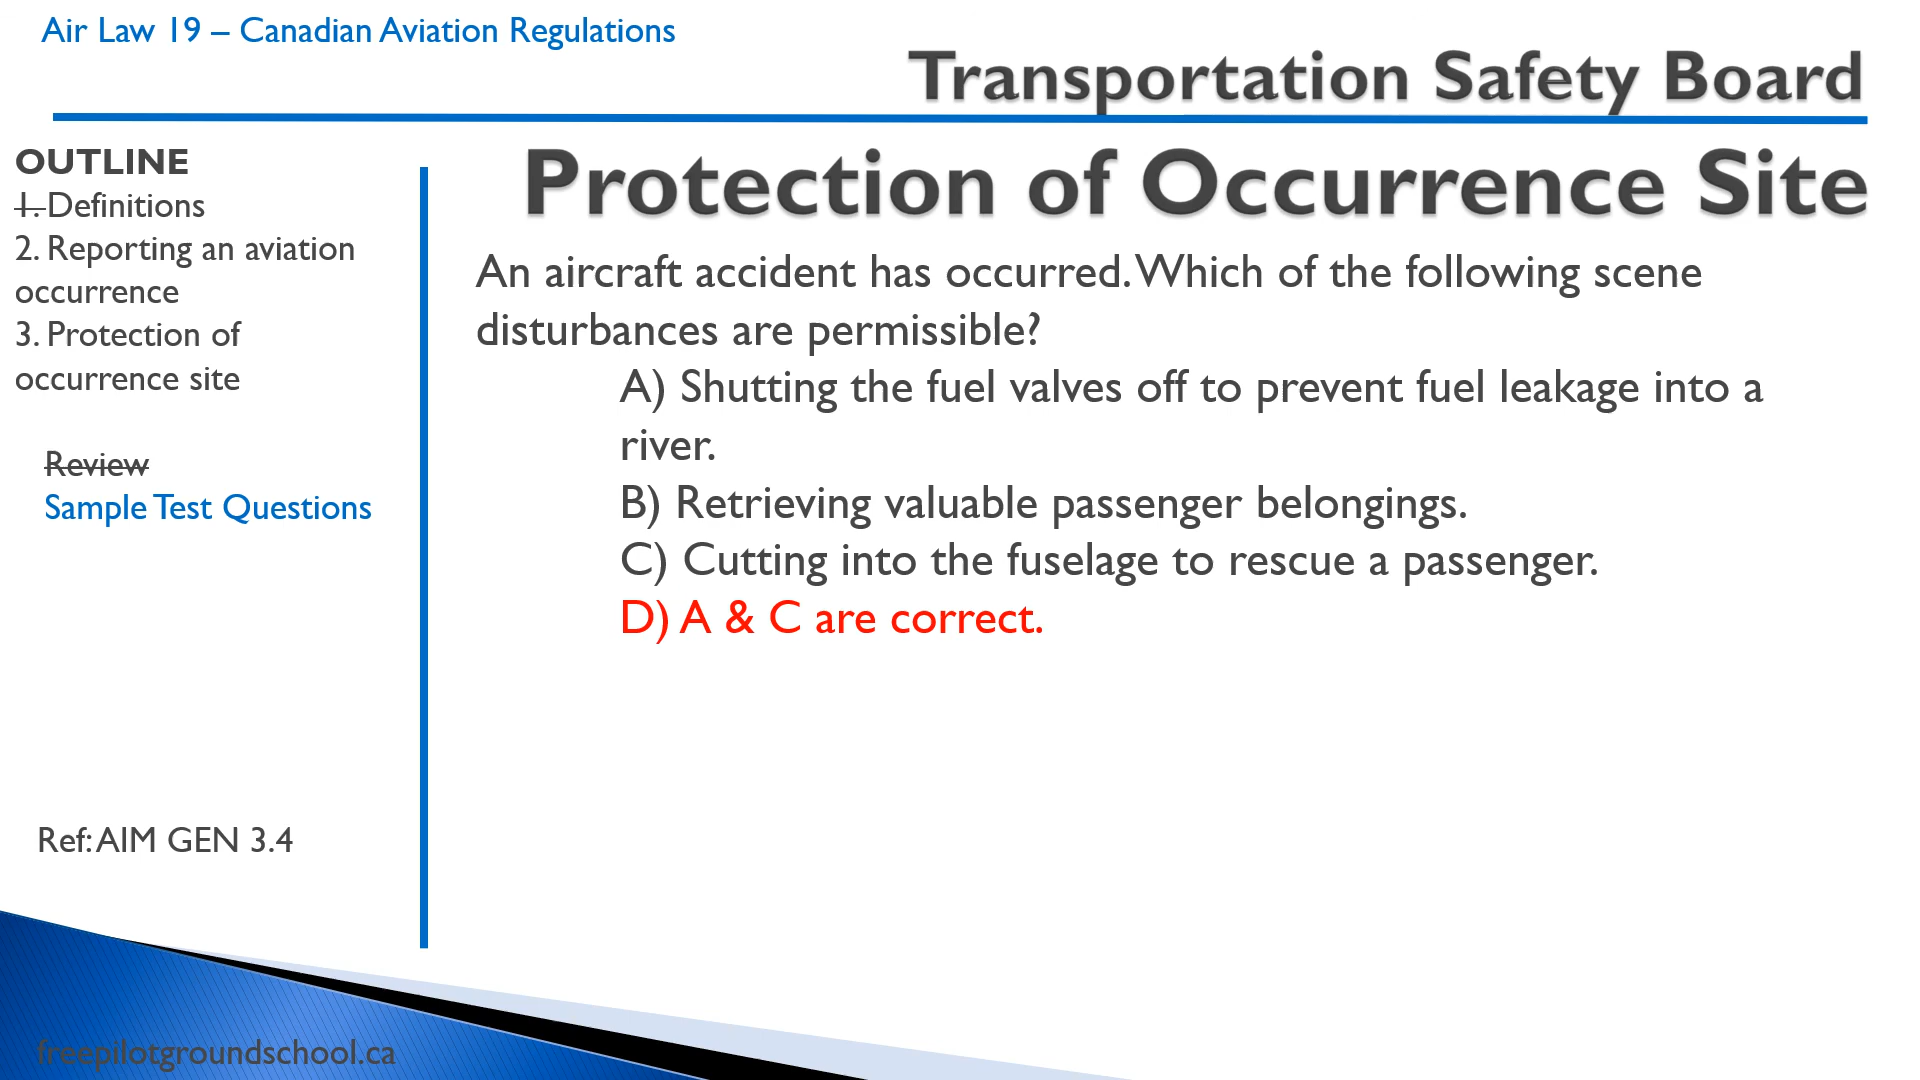 Air Law 19 – Canadian Aviation Regulations
Transportation Safety Board
OUTLINE
1. Definitions
2. Reporting an aviation
occurrence
3. Protection of
occurrence site
Review
Sample Test Questions
Ref: AIM GEN 3.4
freepilotgroundschool.ca
Protection of Occurrence Site
An aircraft accident has occurred. Which of the following scene
disturbances are permissible?
A) Shutting the fuel valves off to prevent fuel leakage into a
river.
B) Retrieving valuable passenger belongings.
C) Cutting into the fuselage to rescue a passenger.
D) A & C are correct.